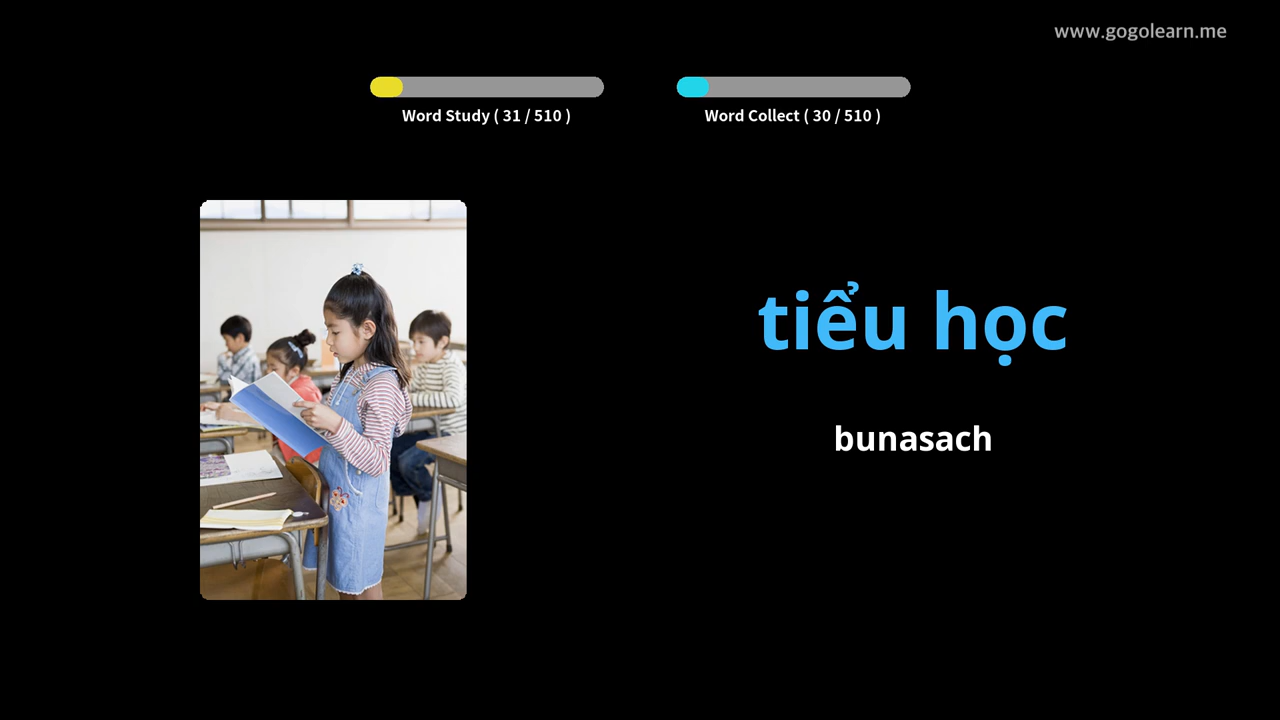 www.gogolearn.me
Word Study ( 31 / 510 )
Word Collect ( 30 / 510 )
tiểu học
bunasach